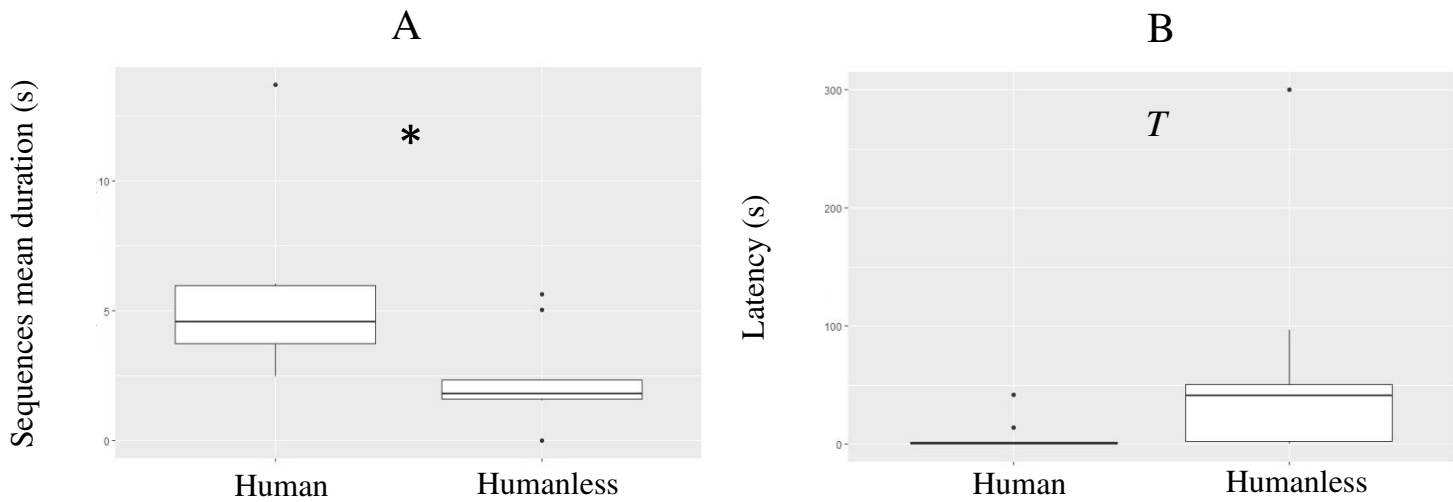 A
Sequences mean duration (s)
10
5
0
*
Human
Humanless
B
Latency (s)
300
200
100
0
T
Human
Humanless